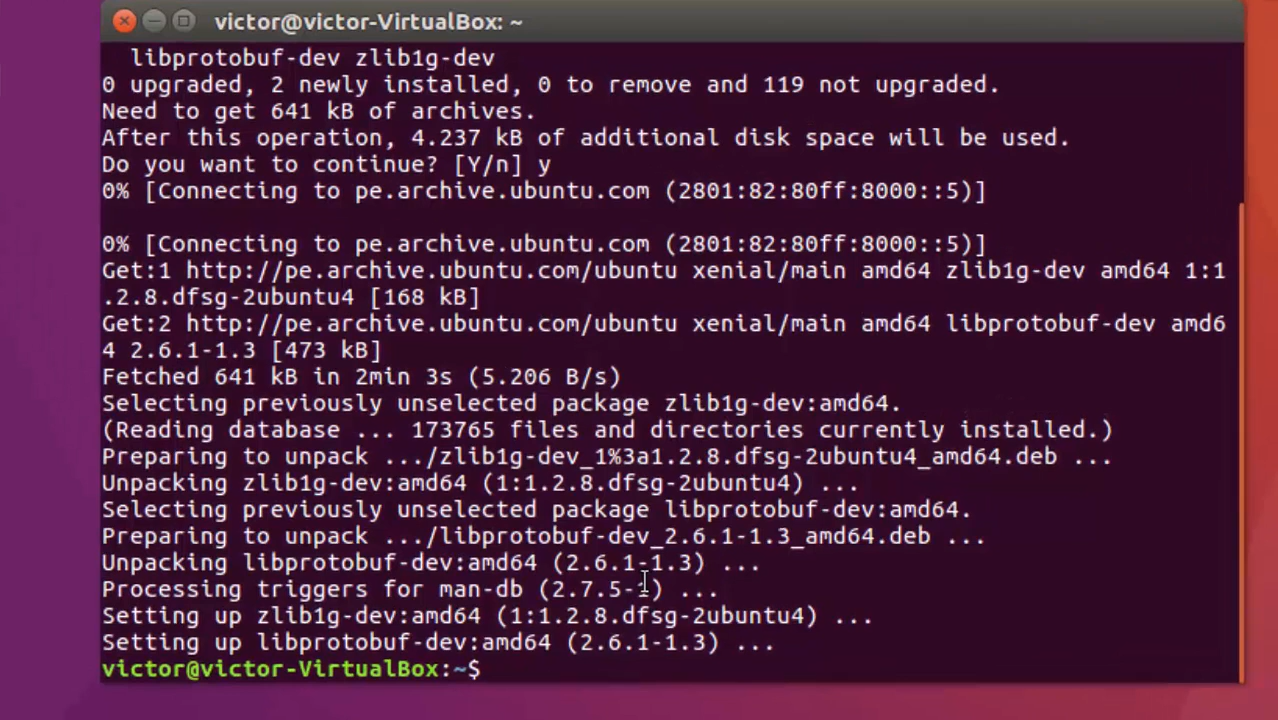 victor@victor-VirtualBox: ~
libprotobuf-dev zlib1g-dev
0 upgraded, 2 newly installed, 0 to remove and 119 not upgraded.
Need to get 641 kB of archives.
After this operation, 4.237 kB of additional disk space will be used.
Do you want to continue? [Y/n] y
0% [Connecting to pe.archive.ubuntu.com (2801:82:80ff:8000::5)]
0% [Connecting to pe.archive.ubuntu.com (2801:82:80ff:8000::5)]
Get:1 http://pe.archive.ubuntu.com/ubuntu xenial/main amd64 zlib1g-dev amd64 1:1
.2.8.dfsg-2ubuntu4 [168 kB]
Get:2 http://pe.archive.ubuntu.com/ubuntu xenial/main amd64 libprotobuf-dev amd6
4 2.6.1-1.3 [473 kB]
Fetched 641 kB in 2min 3s (5.206 B/s)
Selecting previously unselected package zlib1g-dev:amd64.
(Reading database ... 173765 files and directories currently installed.)
Preparing to unpack .../zlib1g-dev_1%3a1.2.8.dfsg-2ubuntu4_amd64.deb ...
Unpacking zlib1g-dev:amd64 (1:1.2.8.dfsg-2ubuntu4) ...
Selecting previously unselected package libprotobuf-dev:amd64.
Preparing to unpack .../libprotobuf-dev_2.6.1-1.3_amd64.deb ...
Unpacking libprotobuf-dev:amd64 (2.6.1-1.3) ...
Processing triggers for man-db (2.7.5-1) ...
Setting up zlib1g-dev:amd64 (1:1.2.8.dfsg-2ubuntu4) ...
Setting up libprotobuf-dev:amd64 (2.6.1-1.3) ...
victor@victor-VirtualBox:~$